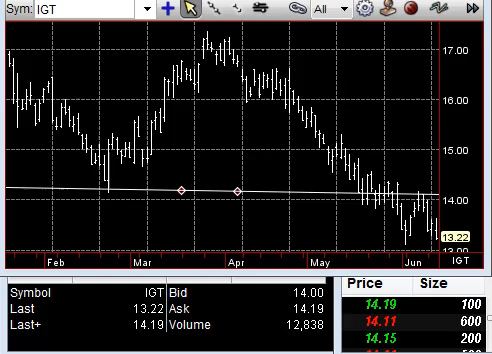 Sym: IGT All
17.00
16.00
15.00
14.00
13.22
13.00
Feb Mar Apr May Jun IGT
Symbol IGT Bid 14.00
Last 13.22 Ask 14.19
Last+ 14.19 Volume 12,838
Price Size
14.19 100
14.11 600
14.15 200